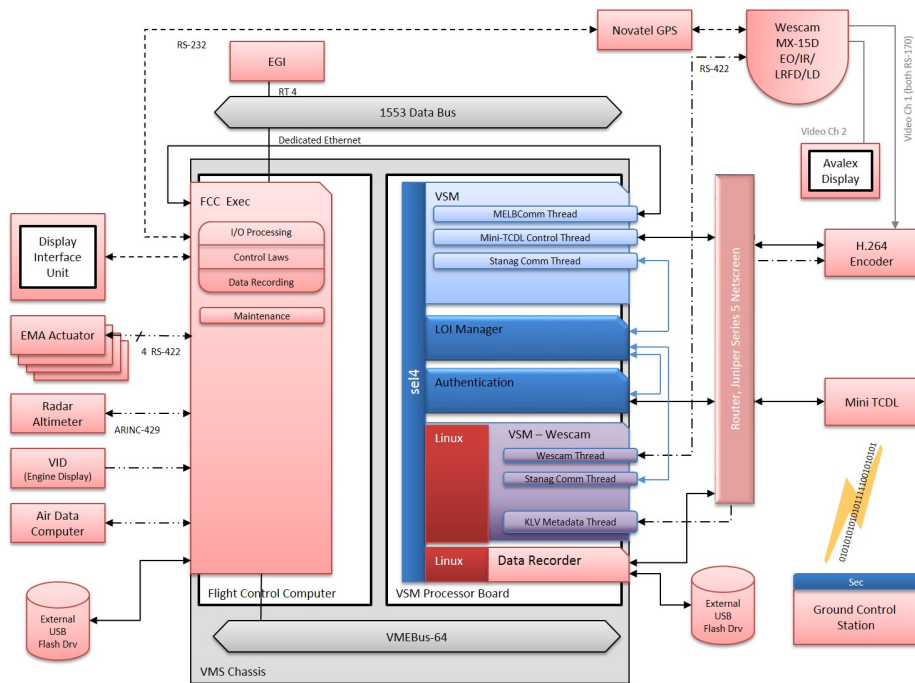 Novatel GPS
Wescam
MX-15D
EO/IR/
LRFD/LD
RS-232
EGI
RS-422
RT 4
Video Ch 1 (both RS-170)
1553 Data Bus
Video Ch 2
Dedicated Ethernet
Avalex
Display
FCC Exec
VSM
I/O Processing
MELBComm Thread
Display
Interface
Unit
Control Laws
Mini-TCDL Control Thread
H.264
Encoder
Stanag Comm Thread
Data Recording
Maintenance
EMA Actuator
4 RS-422
LOI Manager
sel4
Authentication
Router, Juniper Series 5 Netscreen
Radar
Altimeter
ARINC-429
Mini TCDL
Linux
VSM – Wescam
Wescam Thread
VID
(Engine Display)
Stanag Comm Thread
Air Data
Computer
KLV Metadata Thread
Linux
Data Recorder
Sec
Ground Control
Station
Flight Control Computer
VSM Processor Board
External
USB
Flash Drv
External
USB
Flash Drv
VMEBus-64
VMS Chassis